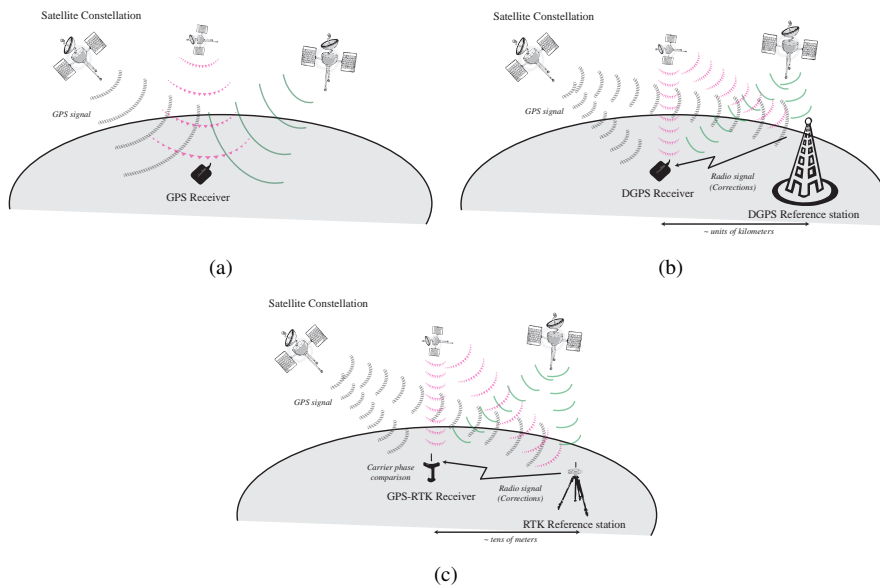 Satellite Constellation
GPS signal
GPS Receiver
(a)
Satellite Constellation
GPS signal
DGPS Receiver
Radio signal
(Corrections)
DGPS Reference station
~ units of kilometers
(b)
Satellite Constellation
GPS signal
Carrier phase
comparison
GPS-RTK Receiver
Radio signal
(Corrections)
RTK Reference station
~ tens of meters
(c)